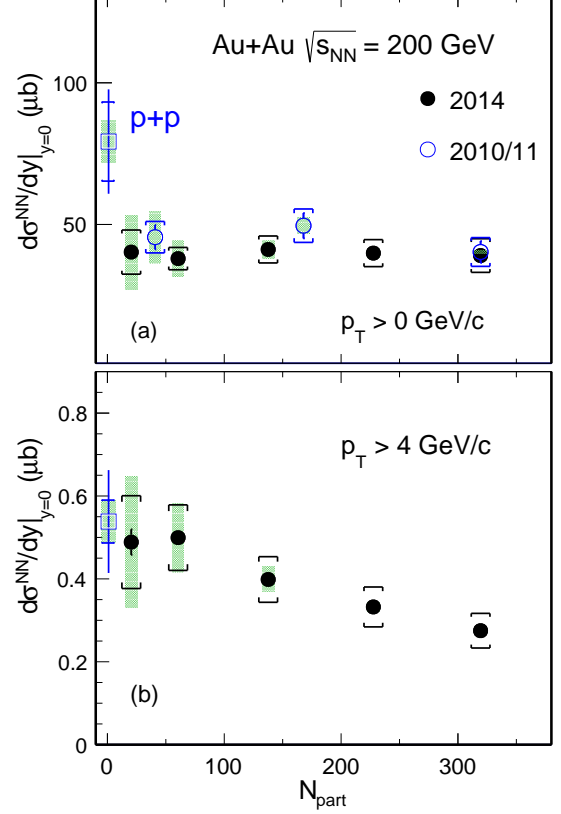 Au+Au √s_NN = 200 GeV
100
50
dσ^NN/dy|_y=0 (μb)
p+p
2014
2010/11
(a)
p_T > 0 GeV/c
0.8
0.6
0.4
0.2
0
dσ^NN/dy|_y=0 (μb)
p_T > 4 GeV/c
(b)
0 100 200 300
N_part